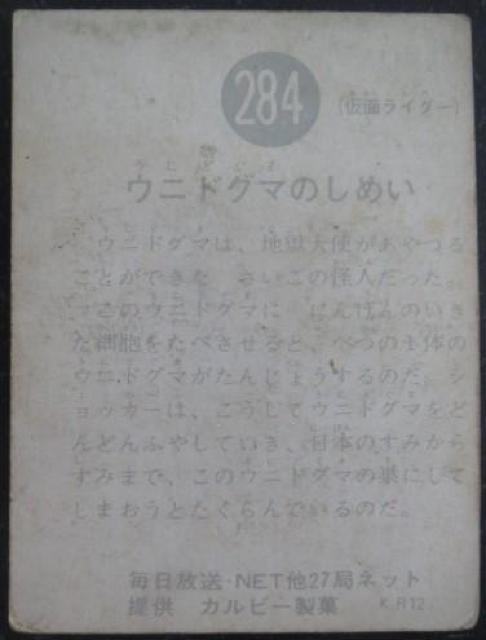 284
(仮面ライダー)
ウニドグマのしめい
ウニドグマは、地獄大使があやつる
ことができた さいごの怪人だった。
このウニドグマに にんげんのいき
た細胞をたべさせると、べつの主体の
ウニドグマがたんじょうするのだ。シ
ョッカーは、こうしてウニドグマをど
んどんふやしていき、日本のすみから
すみまで、このウニドグマの巣にして
しまおうとたくらんでいるのだ。
毎日放送・NET他27局ネット
提供 カルビー製菓 K.R12